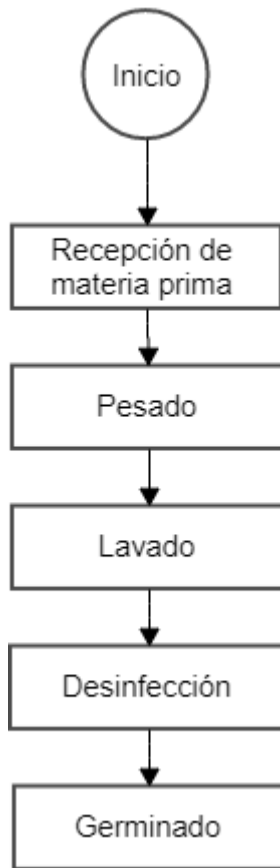 Inicio
Recepción de
materia prima
Pesado
Lavado
Desinfección
Germinado